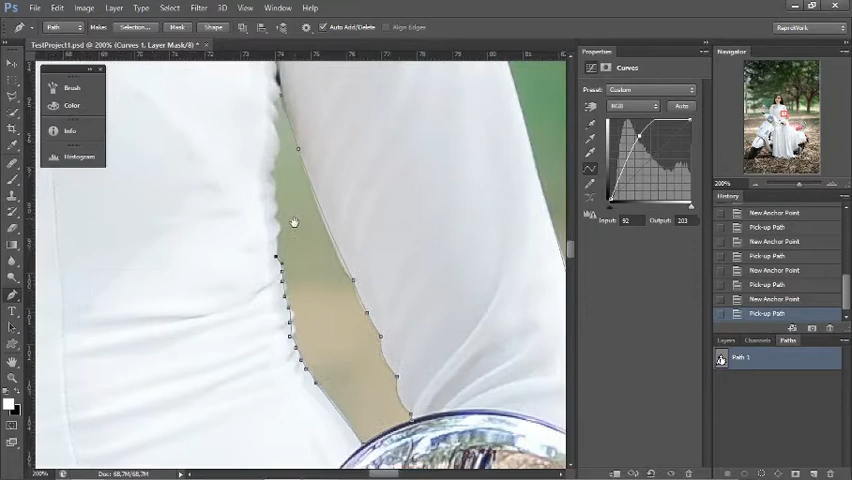 Ps File Edit Image Layer Type Select Filter 3D View Window Help
Path Make: Selection... Mask Shape Auto Add/Delete Align Edges RaprotWork
TestProject1.psd @ 200% (Curves 1, Layer Mask/8) * ×
Brush
Color
Info
Histogram
Properties
Curves
Preset: Custom
RGB Auto
Input: 92 Output: 203
Navigator
200%
History
New Anchor Point
Pick-up Path
New Anchor Point
Pick-up Path
New Anchor Point
Pick-up Path
New Anchor Point
Pick-up Path
Layers Channels Paths
Path 1
200% Doc: 68,7M/68,7M